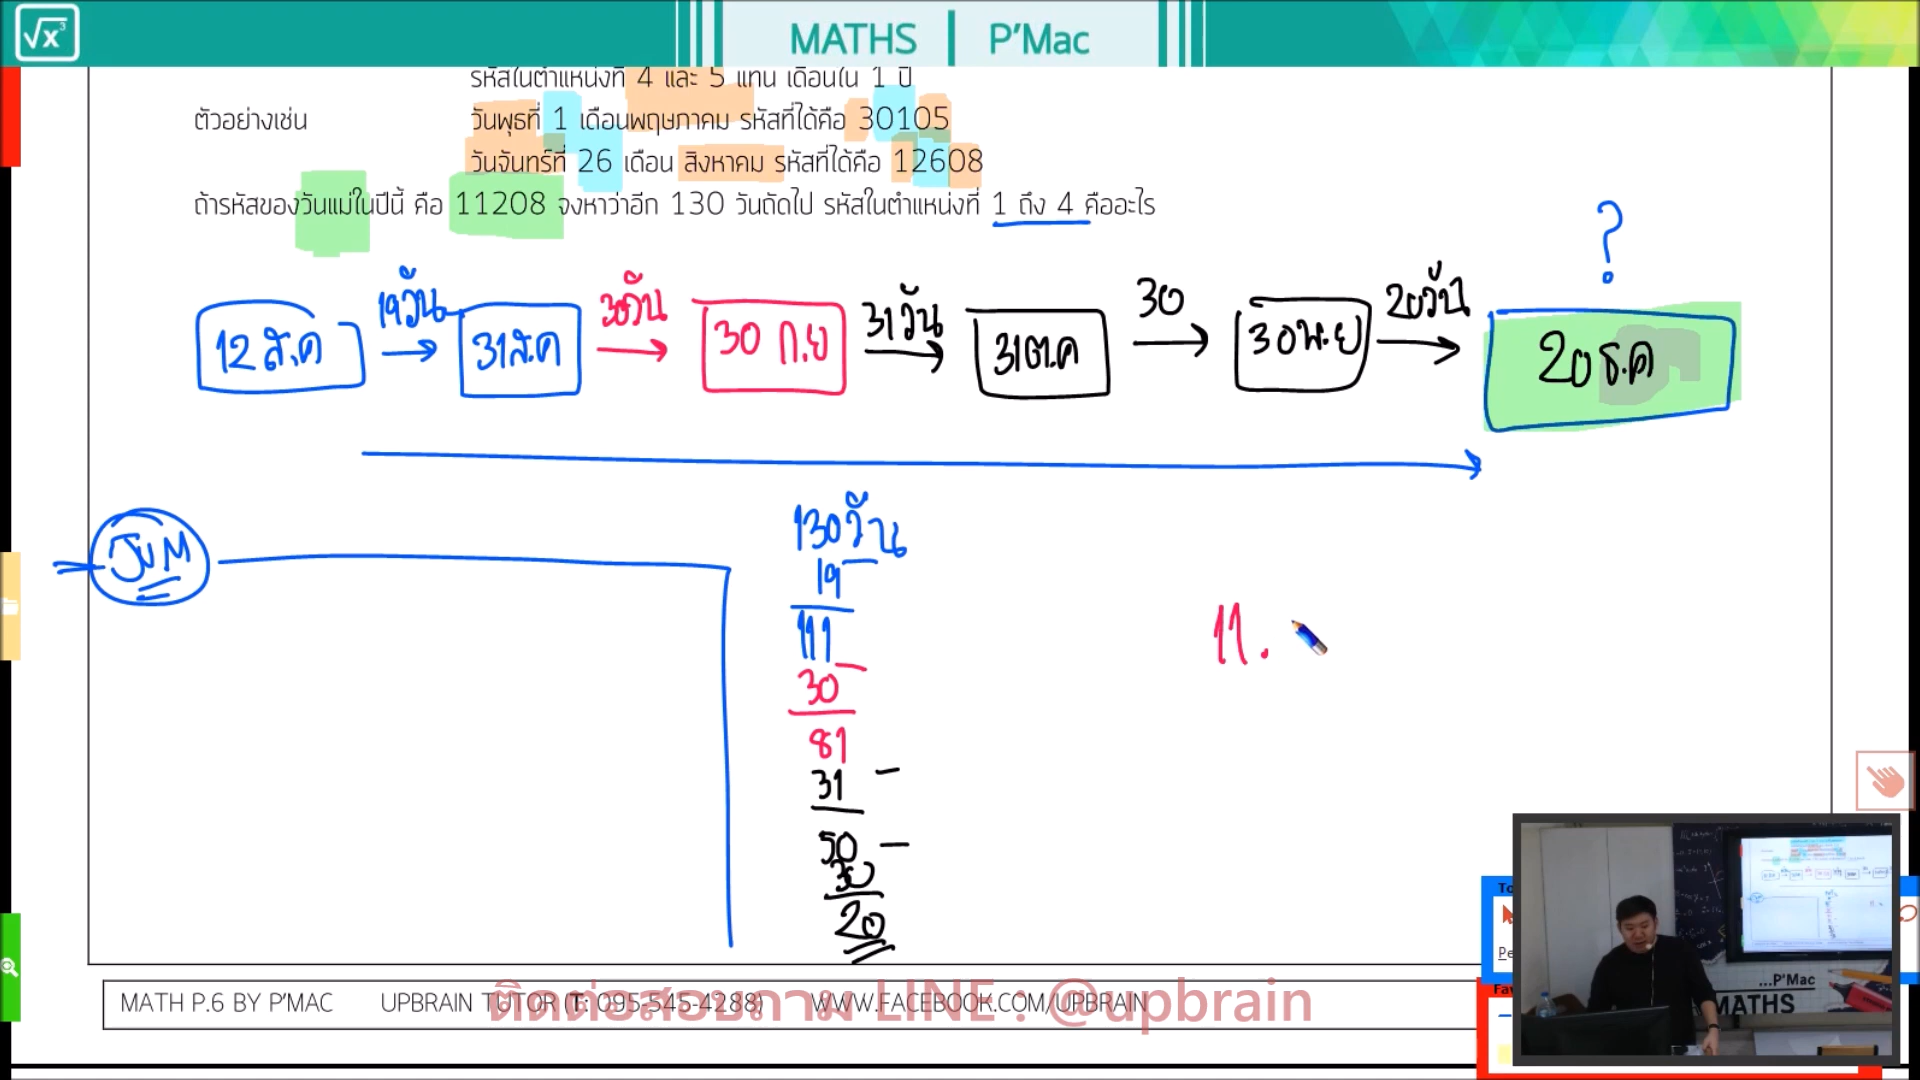 √x³
MATHS | P'Mac
รหัสในตำแหน่งที่ 4 และ 5 แทน เดือนใน 1 ปี
ตัวอย่างเช่น วันพุธที่ 1 เดือนพฤษภาคม รหัสที่ได้คือ 30105
วันจันทร์ที่ 26 เดือน สิงหาคม รหัสที่ได้คือ 12608
ถ้ารหัสของวันแม่ในปีนี้ คือ 11208 จงหาว่าอีก 130 วันถัดไป รหัสในตำแหน่งที่ 1 ถึง 4 คืออะไร
?
19วัน 30วัน 31วัน 30 20วัน
12 ส.ค 31ส.ค 30 ก.ย 31ต.ค 30พ.ย 20ธ.ค
130วัน
19
111
30
81
31
50
30
20
11.
MATH P.6 BY P'MAC UPBRAIN TUTOR (T: 095-545-4288) WWW.FACEBOOK.COM/UPBRAIN
ติดต่อสอบถาม LINE : @upbrain
To
Pe
Fav
...P'Mac
MATHS